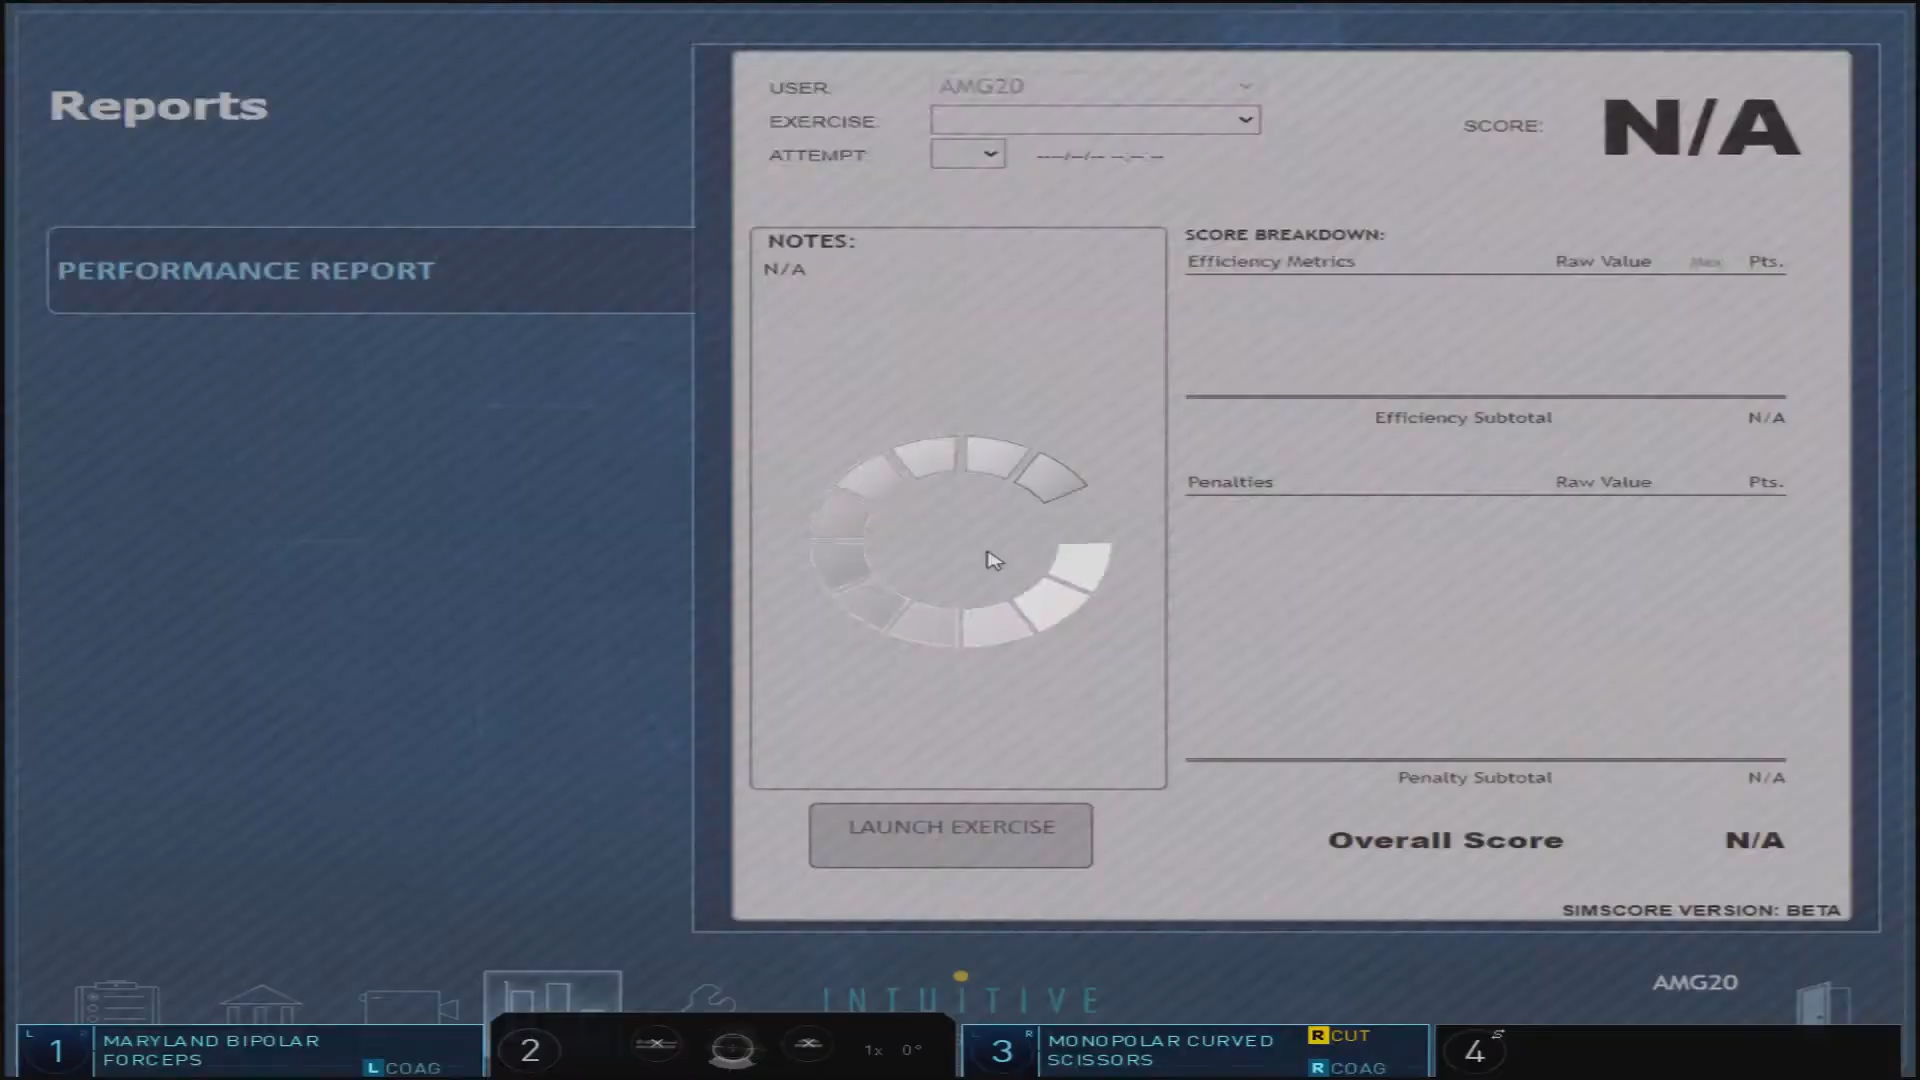 Reports
USER: AMG20
EXERCISE:
ATTEMPT:
SCORE: N/A
PERFORMANCE REPORT
NOTES:
N/A
SCORE BREAKDOWN:
Efficiency Metrics Raw Value Max Pts.
Efficiency Subtotal N/A
Penalties Raw Value Pts.
Penalty Subtotal N/A
LAUNCH EXERCISE
Overall Score N/A
SIMSCORE VERSION: BETA
AMG20
INTUITIVE
L 1 MARYLAND BIPOLAR
FORCEPS
L COAG
2
1x 0°
3 R MONOPOLAR CURVED
SCISSORS
R CUT
R COAG
4